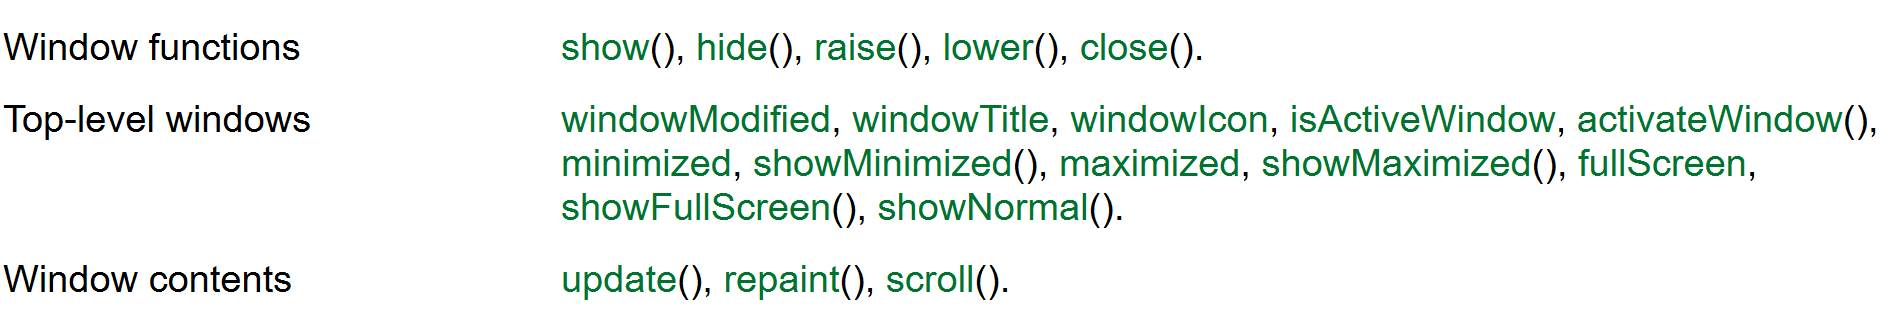 Window functions show(), hide(), raise(), lower(), close().
Top-level windows windowModified, windowTitle, windowIcon, isActiveWindow, activateWindow(),
minimized, showMinimized(), maximized, showMaximized(), fullScreen,
showFullScreen(), showNormal().
Window contents update(), repaint(), scroll().